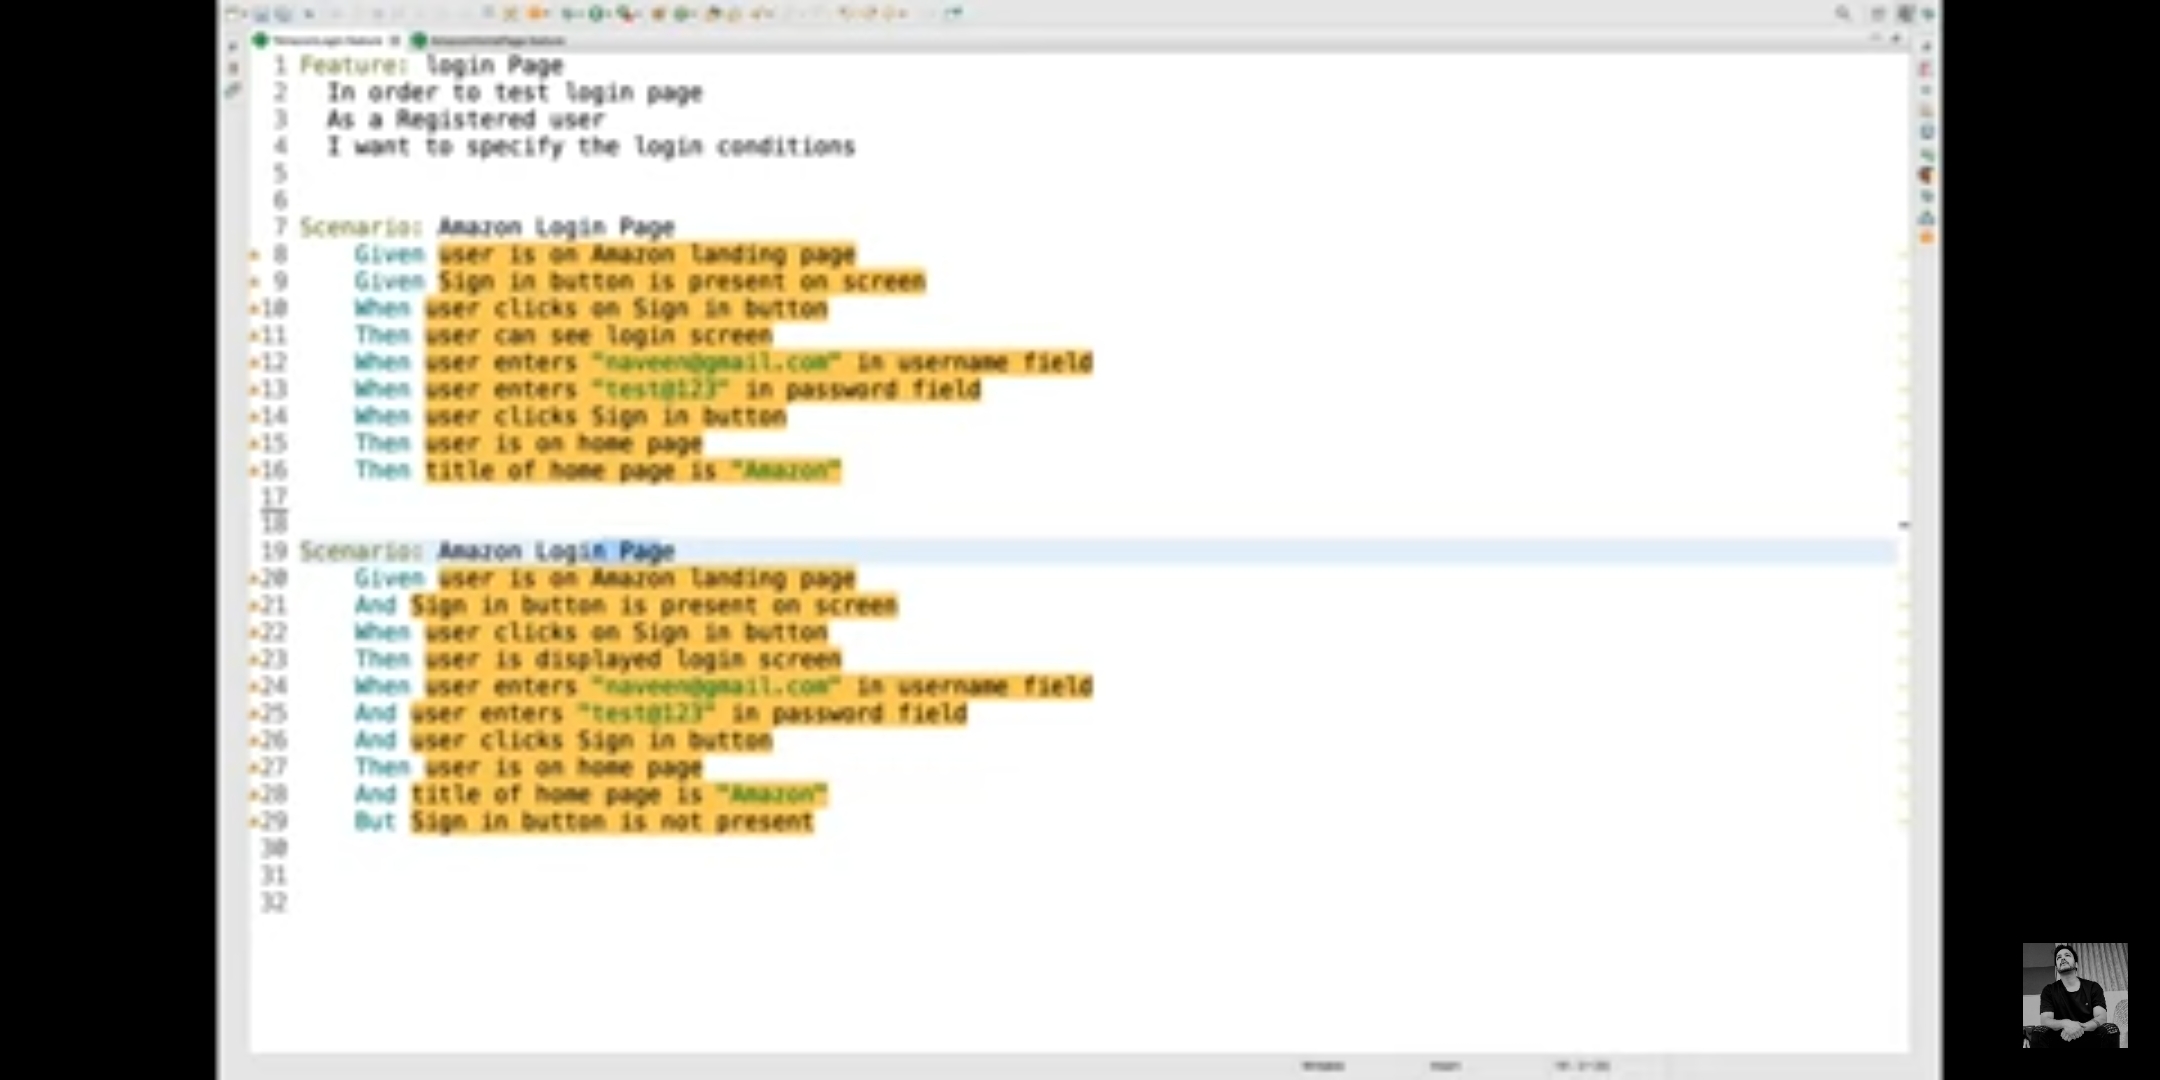 1 Feature: login Page
2 In order to test login page
3 As a Registered user
4 I want to specify the login conditions
5
6
7 Scenario: Amazon Login Page
8 Given user is on Amazon landing page
9 Given Sign in button is present on screen
10 When user clicks on Sign in button
11 Then user can see login screen
12 When user enters "naveen@gmail.com" in username field
13 When user enters "test@123" in password field
14 When user clicks Sign in button
15 Then user is on home page
16 Then title of home page is "Amazon"
17
18
19 Scenario: Amazon Login Page
20 Given user is on Amazon landing page
21 And Sign in button is present on screen
22 When user clicks on Sign in button
23 Then user is displayed login screen
24 When user enters "naveen@gmail.com" in username field
25 And user enters "test@123" in password field
26 And user clicks Sign in button
27 Then user is on home page
28 And title of home page is "Amazon"
29 But Sign in button is not present
30
31
32